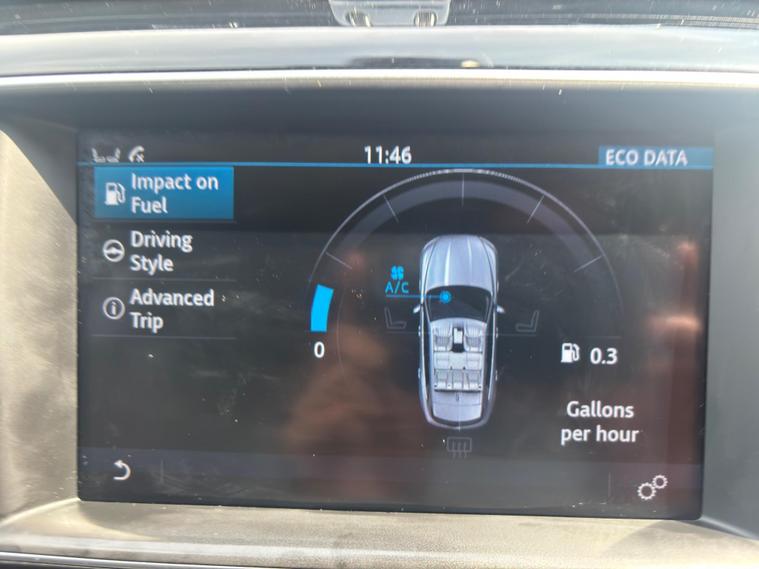 11:46
ECO DATA
Impact on
Fuel
Driving
Style
Advanced
Trip
A/C
0
0.3
Gallons
per hour